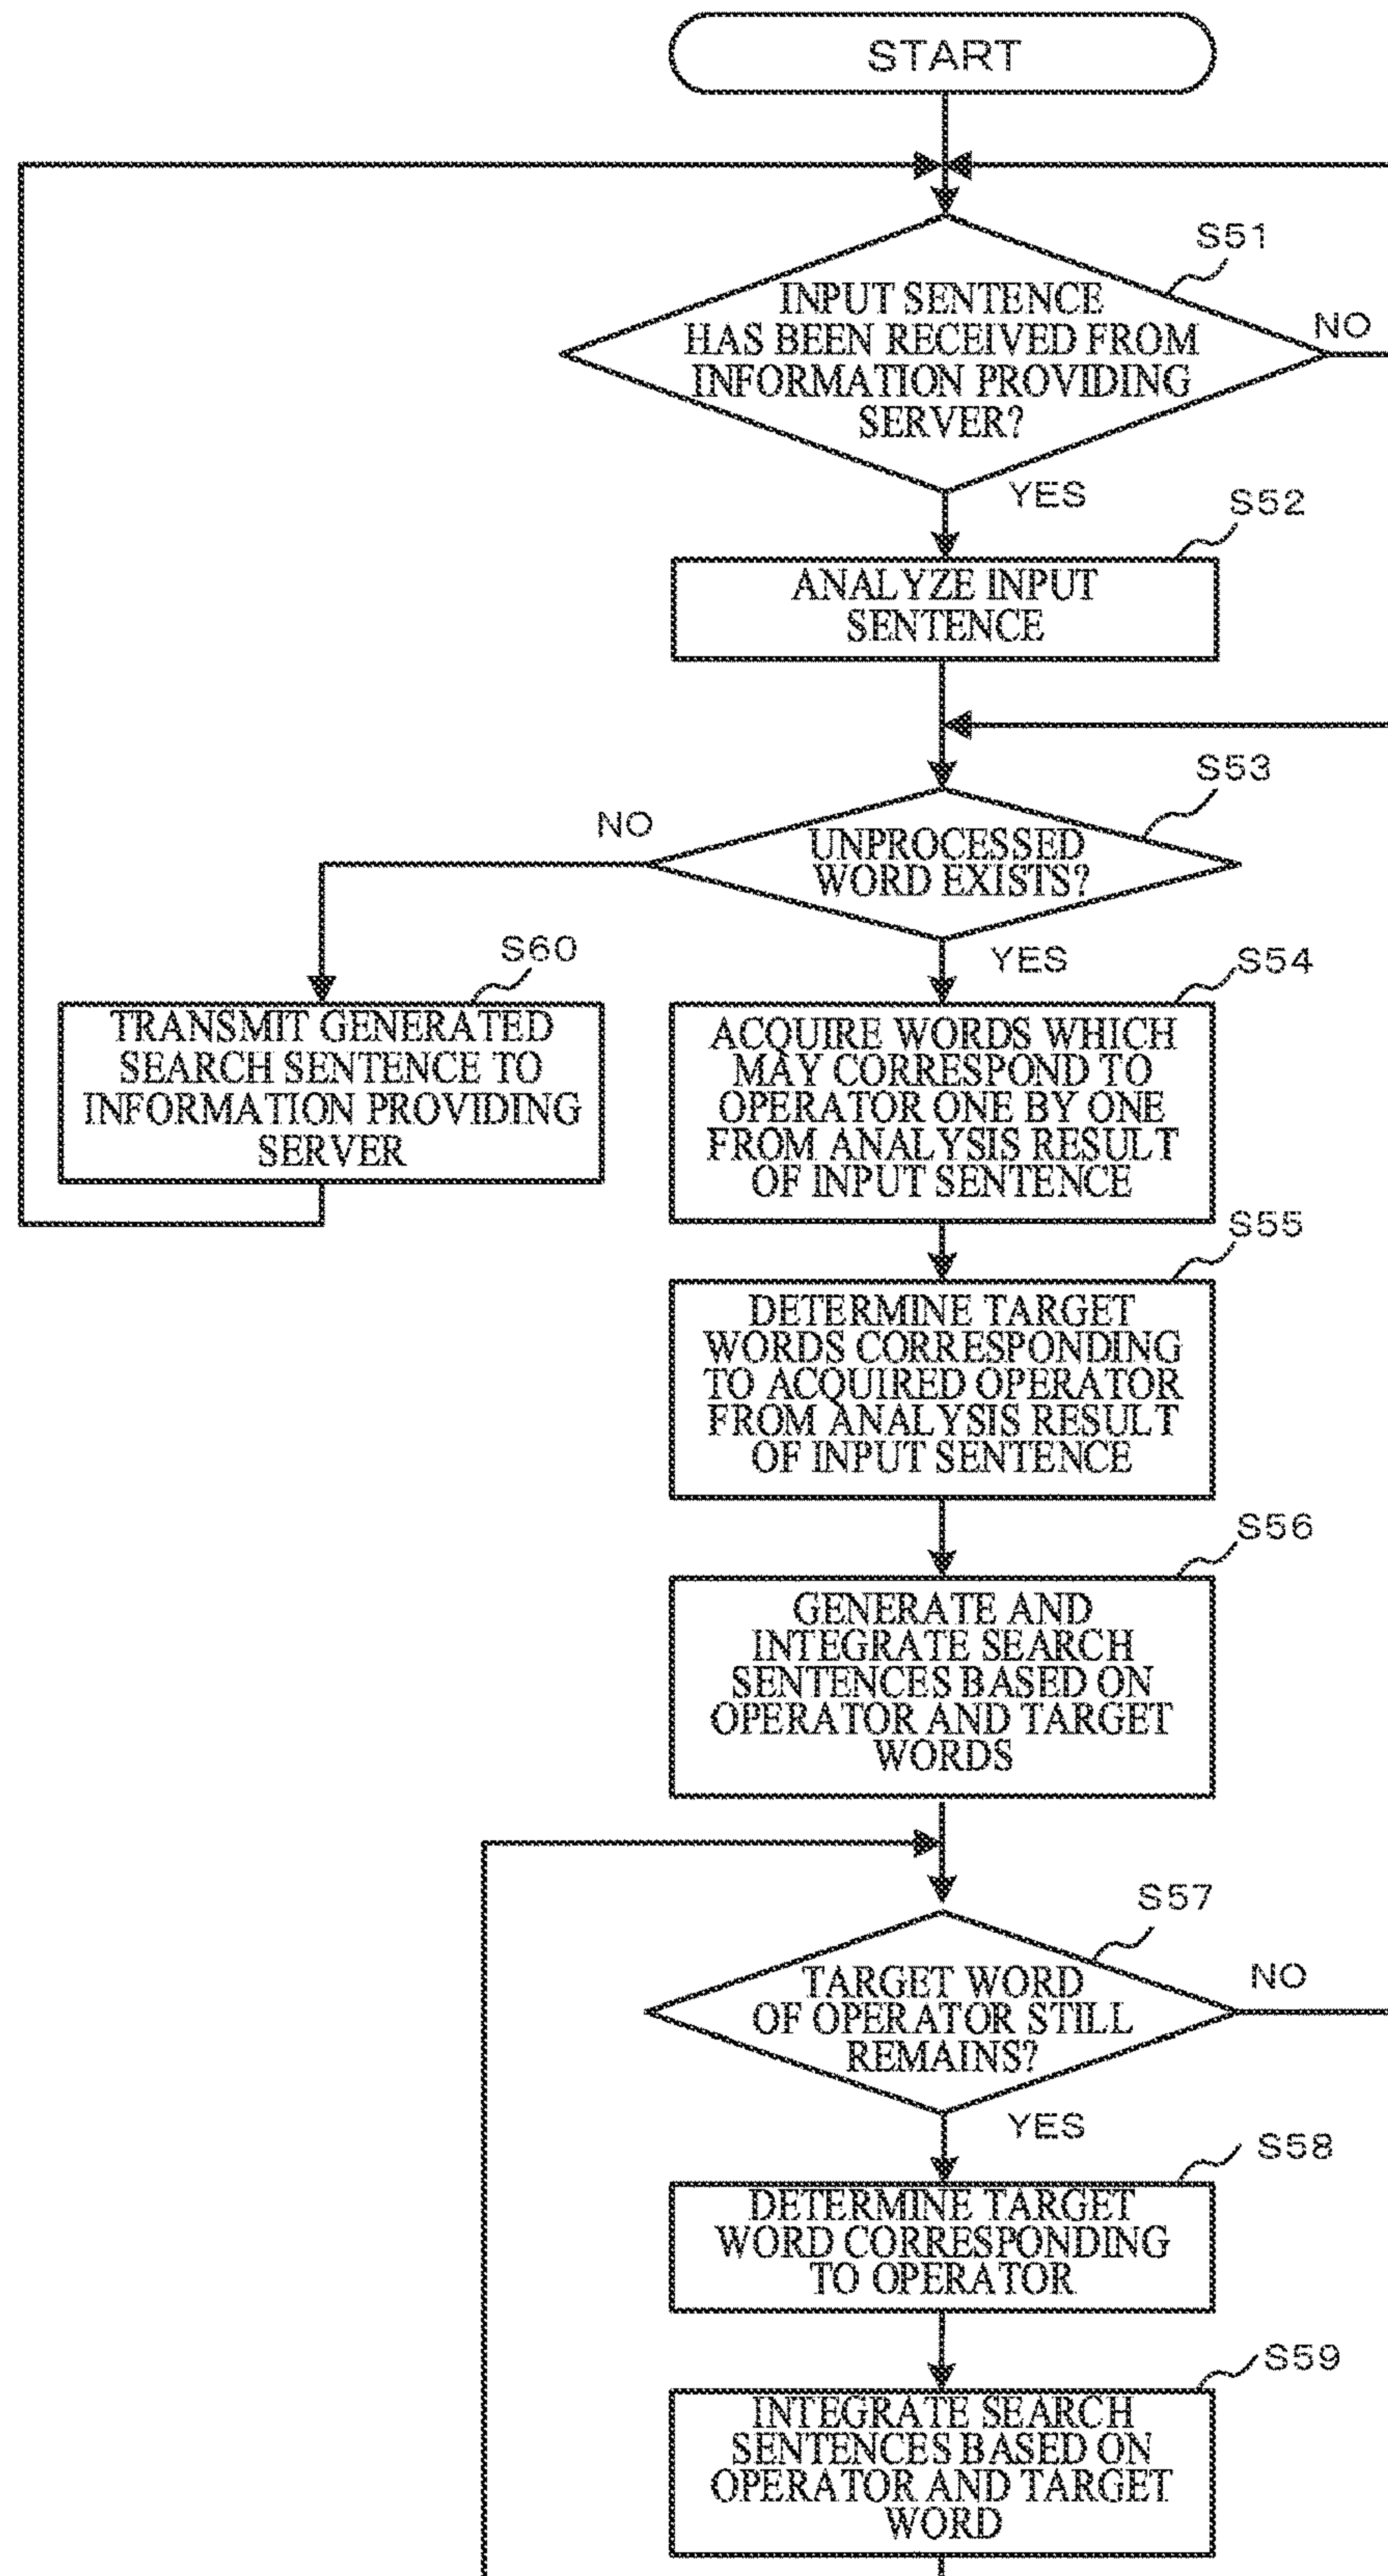 START
S51
INPUT SENTENCE
HAS BEEN RECEIVED FROM
INFORMATION PROVIDING
SERVER?
NO
YES
S52
ANALYZE INPUT
SENTENCE
S53
NO
UNPROCESSED
WORD EXISTS?
YES
S60
TRANSMIT GENERATED
SEARCH SENTENCE TO
INFORMATION PROVIDING
SERVER
S54
ACQUIRE WORDS WHICH
MAY CORRESPOND TO
OPERATOR ONE BY ONE
FROM ANALYSIS RESULT
OF INPUT SENTENCE
S55
DETERMINE TARGET
WORDS CORRESPONDING
TO ACQUIRED OPERATOR
FROM ANALYSIS RESULT
OF INPUT SENTENCE
S56
GENERATE AND
INTEGRATE SEARCH
SENTENCES BASED ON
OPERATOR AND TARGET
WORDS
S57
TARGET WORD
OF OPERATOR STILL
REMAINS?
NO
YES
S58
DETERMINE TARGET
WORD CORRESPONDING
TO OPERATOR
S59
INTEGRATE SEARCH
SENTENCES BASED ON
OPERATOR AND TARGET
WORD